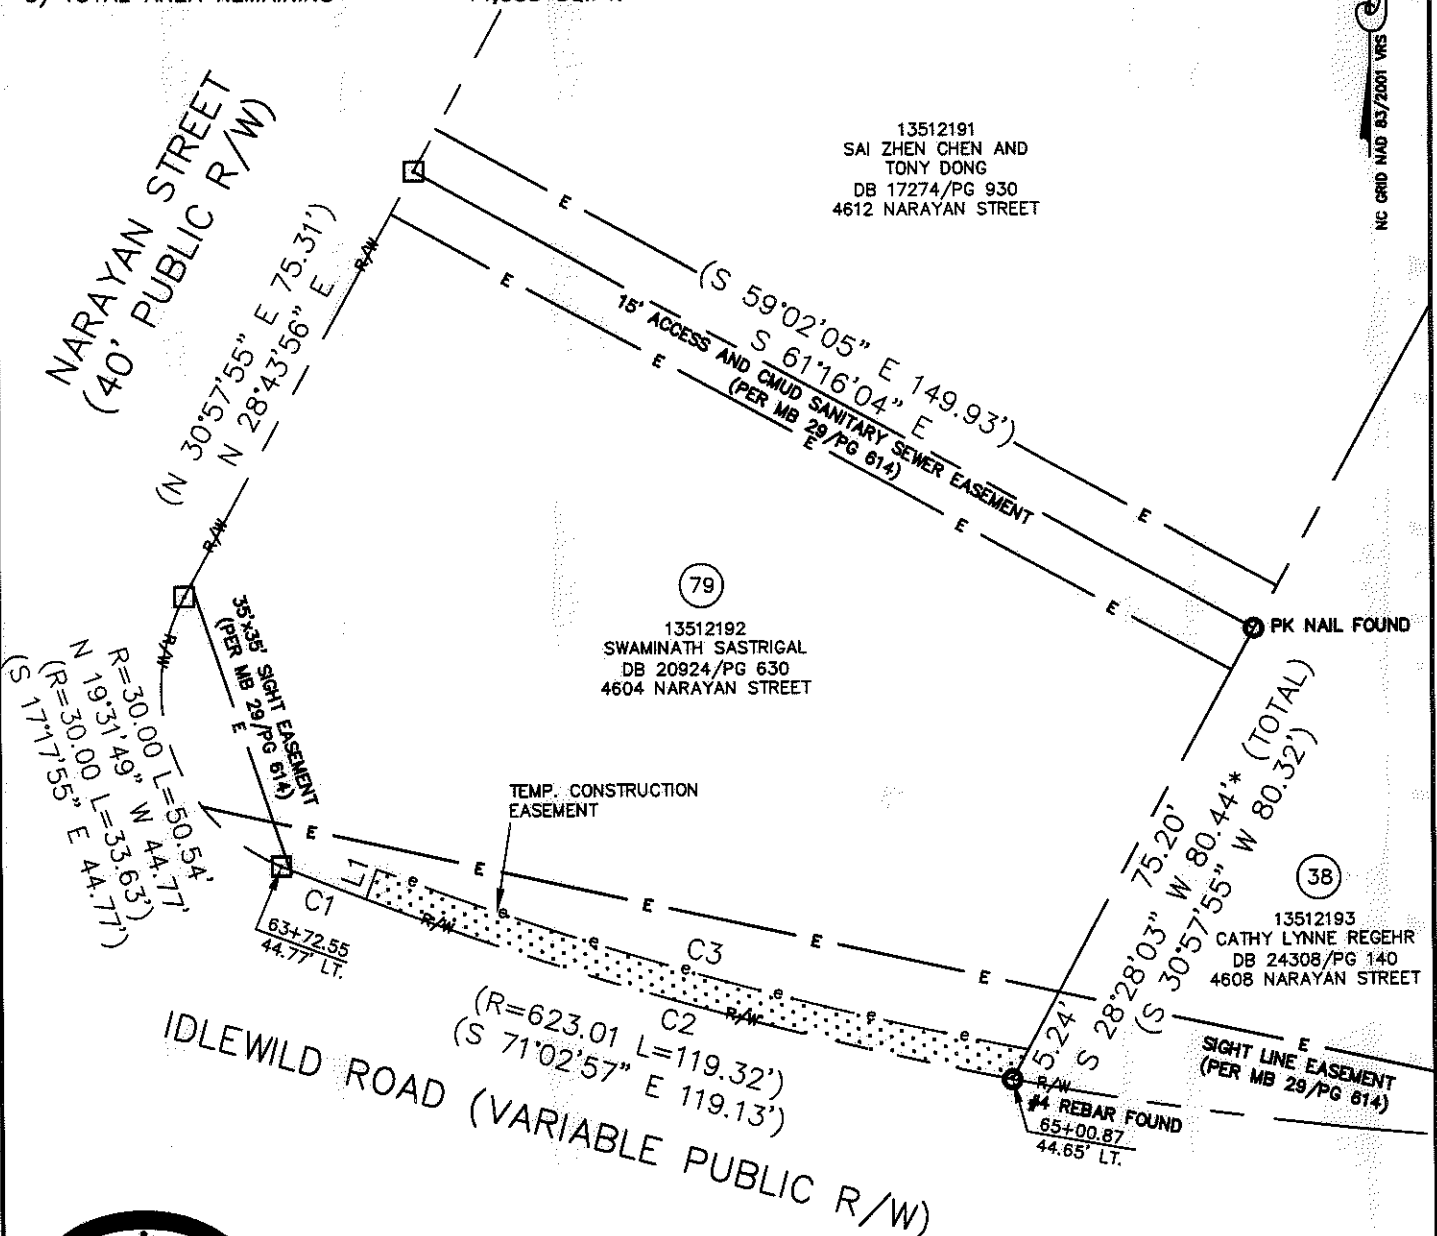 NC GRID NAD 83/2001 VRS
NARAYAN STREET
(40' PUBLIC R/W)
13512191
SAI ZHEN CHEN AND
TONY DONG
DB 17274/PG 930
4612 NARAYAN STREET
(N 30°57'55" E 75.31')
N 28°43'56" E
R/W
R/W
E
E
E
E
E
E
E
E
(S 59°02'05" E 149.93')
S 61°16'04" E
15' ACCESS AND CMUD SANITARY SEWER EASEMENT
(PER MB 29/PG 614)
PK NAIL FOUND
79
13512192
SWAMINATH SASTRIGAL
DB 20924/PG 630
4604 NARAYAN STREET
35'x35' SIGHT EASEMENT
(PER MB 29/PG 614)
E
R/W
R=30.00 L=50.54'
N 19°31'49" W 44.77'
(R=30.00 L=33.63')
(S 17°17'55" E 44.77')
TEMP. CONSTRUCTION
EASEMENT
75.20'
S 28°28'03" W 80.44'* (TOTAL)
(S 30°57'55" W 80.32')
5.24'
38
13512193
CATHY LYNNE REGEHR
DB 24308/PG 140
4608 NARAYAN STREET
E
E
E
E
E
E
L1
C1
63+72.55
44.77' LT.
e
e
e
e
e
e
e
C3
C2
R/W
R/W
(R=623.01 L=119.32')
(S 71°02'57" E 119.13')
SIGHT LINE EASEMENT
(PER MB 29/PG 614)
R/W
#4 REBAR FOUND
65+00.87
44.65' LT.
IDLEWILD ROAD (VARIABLE PUBLIC R/W)